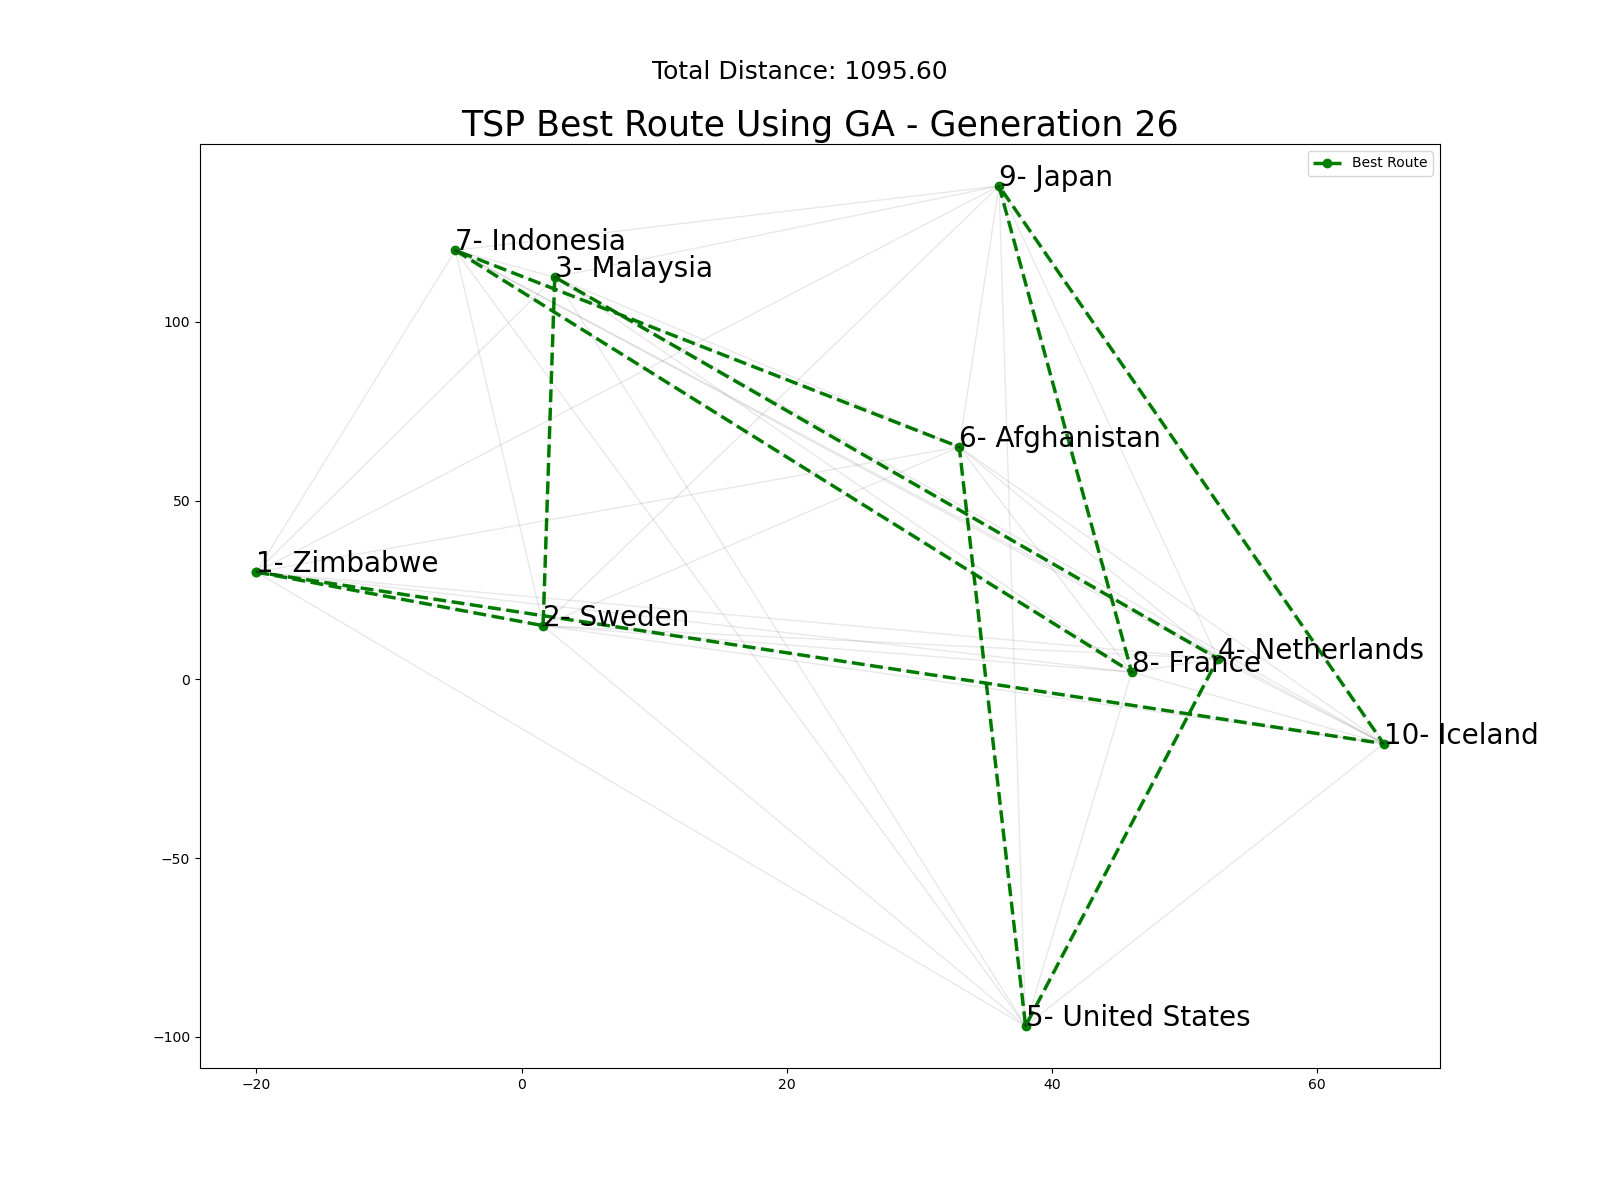 Total Distance: 1095.60
TSP Best Route Using GA - Generation 26
Best Route
9- Japan
7- Indonesia
3- Malaysia
100
6- Afghanistan
50
1- Zimbabwe
2- Sweden
4- Netherlands
8- France
0
10- Iceland
−50
5- United States
−100
−20 0 20 40 60